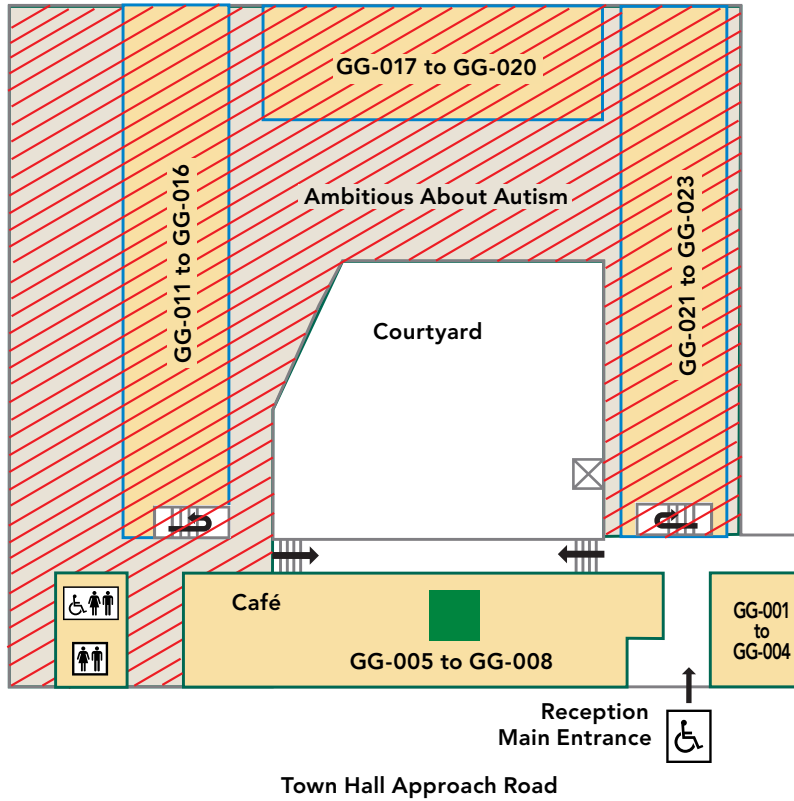 GG-017 to GG-020
GG-011 to GG-016
Ambitious About Autism
GG-021 to GG-023
Courtyard
Café
GG-005 to GG-008
GG-001
to
GG-004
Reception
Main Entrance
Town Hall Approach Road